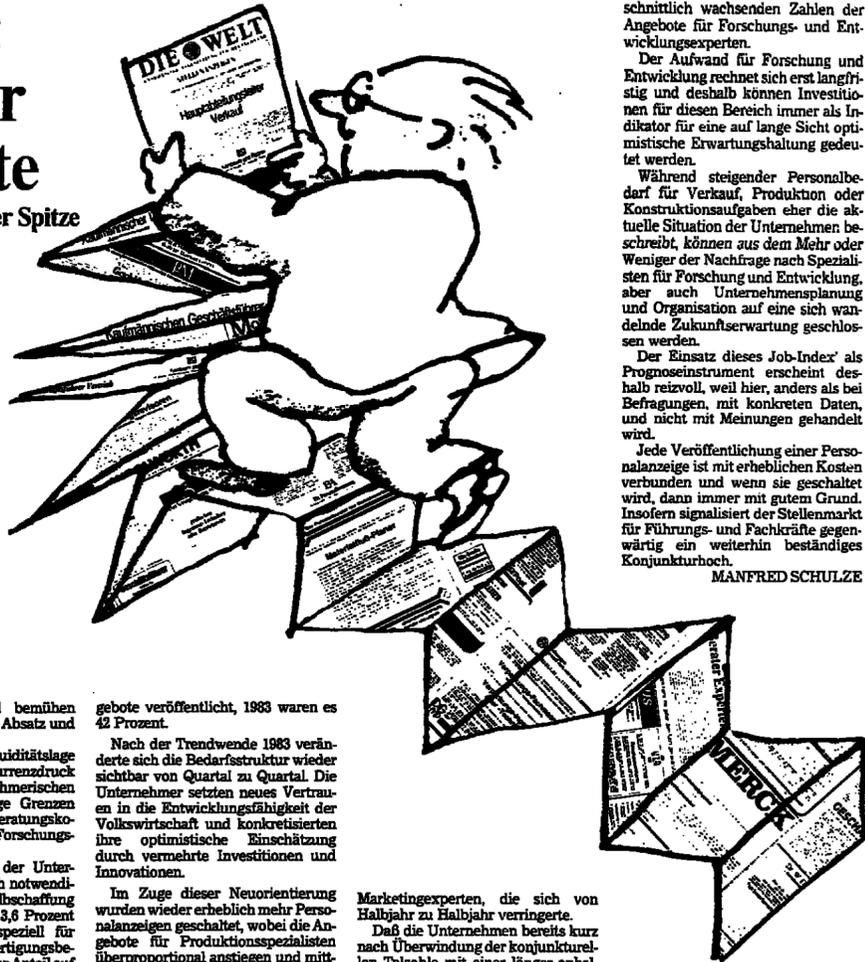 r
te
er Spitze
DIE WELT
Hauptabteilungsleiter
Verkauf
Kaufmännischer
Kaufmännischen Geschäftsführer
Materialfluß-Planer
MERCK
bemühen
Absatz und
uiditätslage
urrenzdruck
ehmerischen
ge Grenzen
eratungsko-
Forschungs-
der Unter-
n notwendi-
lbschaffung
3,6 Prozent
speziell für
ertigungsbe-
er Anteil auf
gebote veröffentlicht, 1983 waren es
42 Prozent.
Nach der Trendwende 1983 verän-
derte sich die Bedarfsstruktur wieder
sichtbar von Quartal zu Quartal. Die
Unternehmer setzten neues Vertrau-
en in die Entwicklungsfähigkeit der
Volkswirtschaft und konkretisierten
ihre optimistische Einschätzung
durch vermehrte Investitionen und
Innovationen.
Im Zuge dieser Neuorientierung
wurden wieder erheblich mehr Perso-
nalanzeigen geschaltet, wobei die An-
gebote für Produktionsspezialisten
überproportional anstiegen und mitt-
Marketingexperten, die sich von
Halbjahr zu Halbjahr verringerte.
Daß die Unternehmen bereits kurz
nach Überwindung der konjunkturel-
len Talsohle mit einer länger anhal-
schnittlich wachsenden Zahlen der
Angebote für Forschungs- und Ent-
wicklungsexperten.
Der Aufwand für Forschung und
Entwicklung rechnet sich erst langfri-
stig und deshalb können Investitio-
nen für diesen Bereich immer als In-
dikator für eine auf lange Sicht opti-
mistische Erwartungshaltung gedeu-
tet werden.
Während steigender Personalbe-
darf für Verkauf, Produktion oder
Konstruktionsaufgaben eher die ak-
tuelle Situation der Unternehmen be-
schreibt, können aus dem Mehr oder
Weniger der Nachfrage nach Speziali-
sten für Forschung und Entwicklung,
aber auch Unternehmensplanung
und Organisation auf eine sich wan-
delnde Zukunftserwartung geschlos-
sen werden.
Der Einsatz dieses Job-Index' als
Prognoseinstrument erscheint des-
halb reizvoll, weil hier, anders als bei
Befragungen, mit konkreten Daten,
und nicht mit Meinungen gehandelt
wird.
Jede Veröffentlichung einer Perso-
nalanzeige ist mit erheblichen Kosten
verbunden und wenn sie geschaltet
wird, dann immer mit gutem Grund.
Insofern signalisiert der Stellenmarkt
für Führungs- und Fachkräfte gegen-
wärtig ein weiterhin beständiges
Konjunkturhoch.
MANFRED SCHULZE